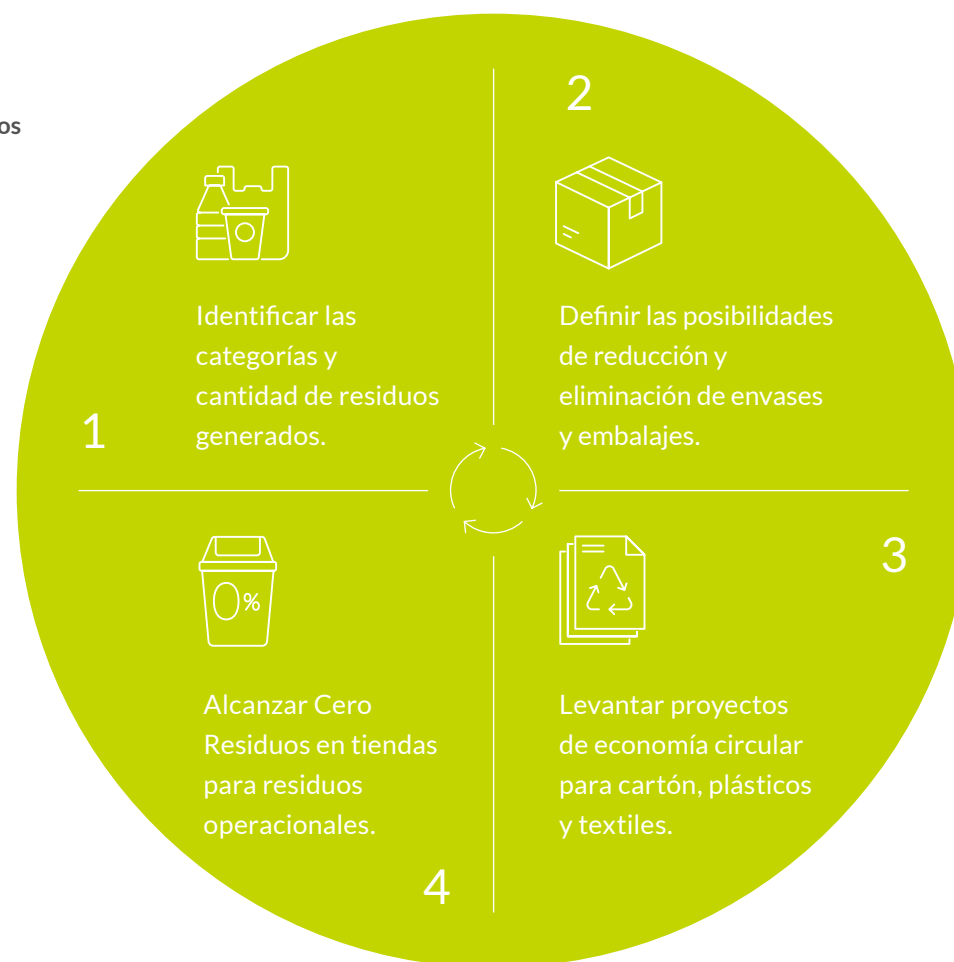 1
Identificar las
categorías y
cantidad de residuos
generados.
2
Definir las posibilidades
de reducción y
eliminación de envases
y embalajes.
3
Levantar proyectos
de economía circular
para cartón, plásticos
y textiles.
4
0%
Alcanzar Cero
Residuos en tiendas
para residuos
operacionales.